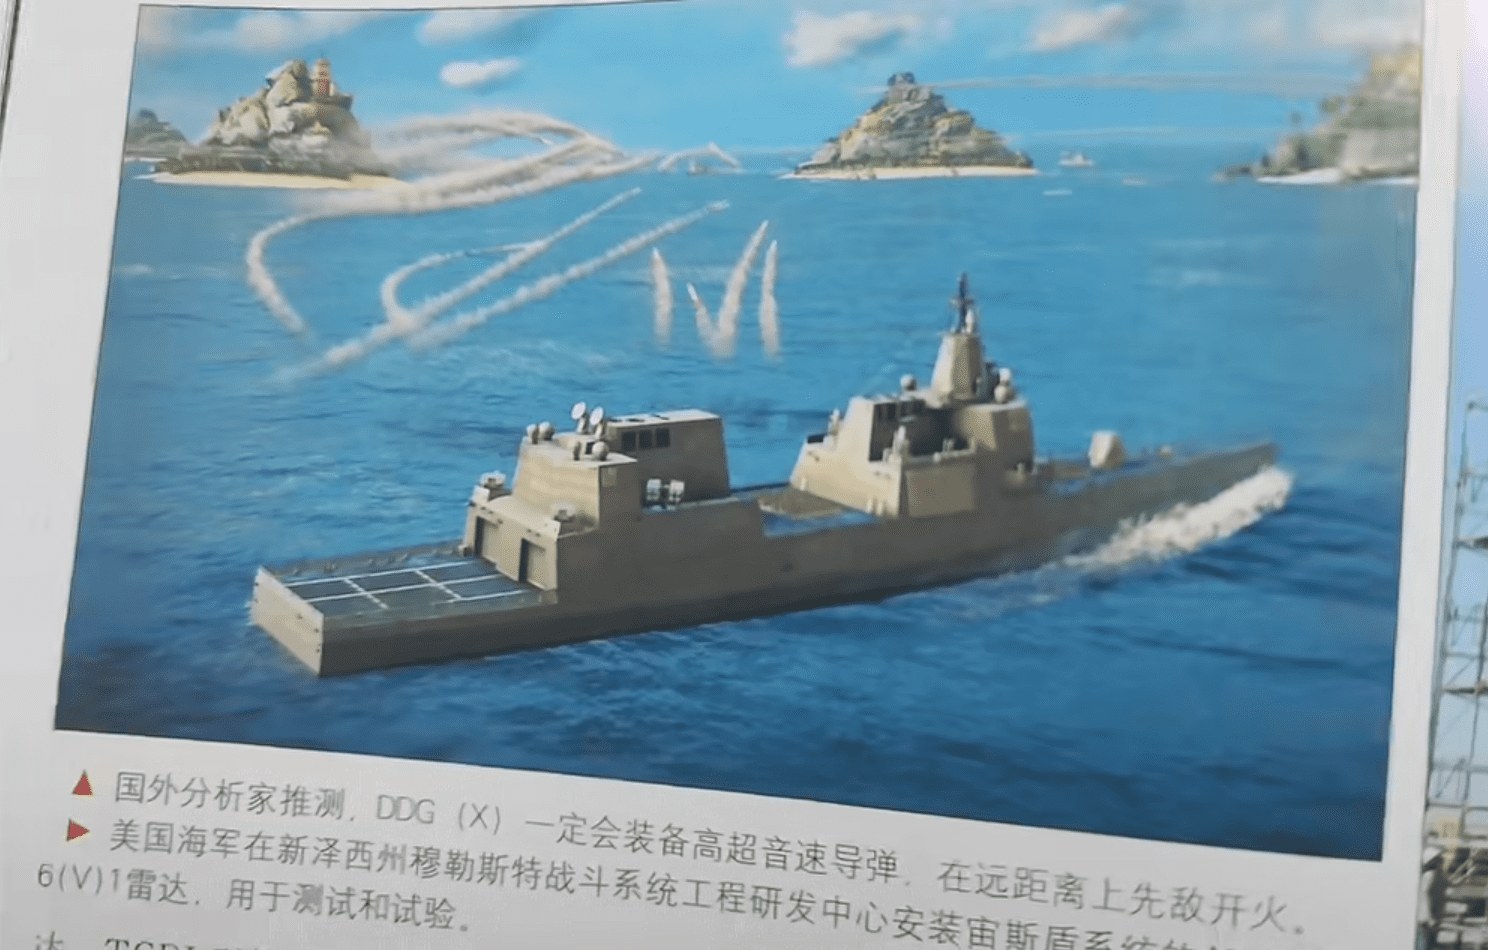 ▲ 国外分析家推测，DDG（X）一定会装备高超音速导弹，在远距离上先敌开火。
▶ 美国海军在新泽西州穆勒斯特战斗系统工程研发中心安装宙斯盾系统的
6(V)1雷达，用于测试和试验。